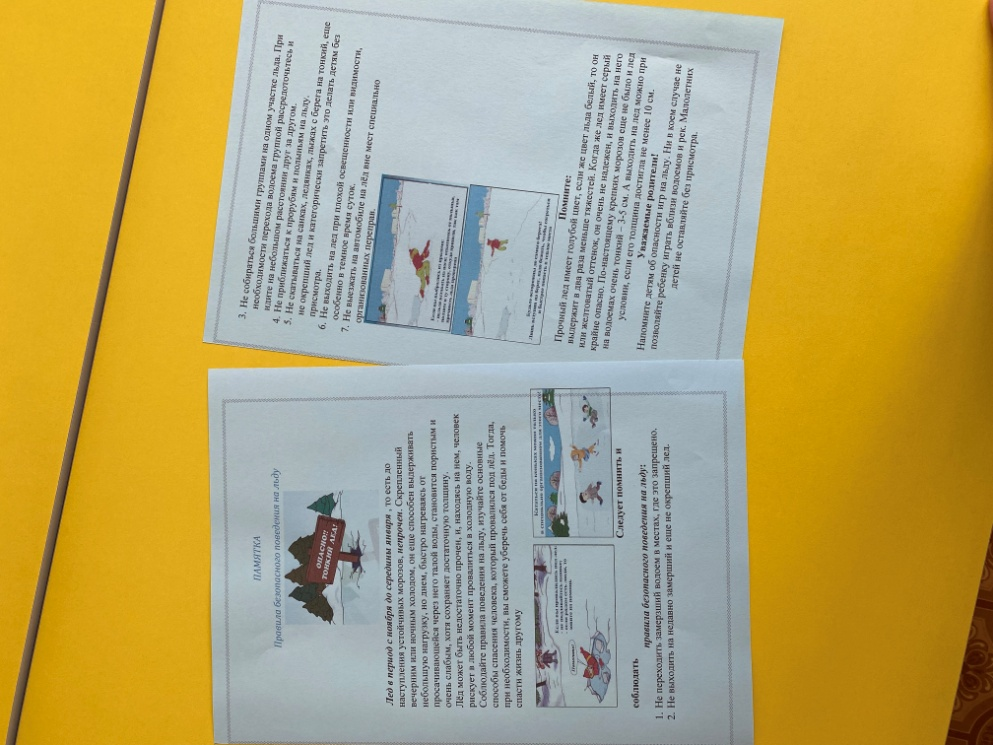 ПАМЯТКА
Правила безопасного поведения на льду
ОПАСНО!!
ТОНКИЙ ЛЕД!
Лед в период с ноября до середины января , то есть до
наступления устойчивых морозов, непрочен. Скрепленный
вечерним или ночным холодом, он еще способен выдерживать
небольшую нагрузку, но днем, быстро нагреваясь от
просачивающейся через него талой воды, становится пористым и
очень слабым, хотя сохраняет достаточную толщину.
Лёд может быть недостаточно прочен, и, находясь на нем, человек
рискует в любой момент провалиться в холодную воду.
Соблюдайте правила поведения на льду, изучайте основные
способы спасения человека, который провалился под лёд. Тогда,
при необходимости, вы сможете уберечь себя от беды и помочь
спасти жизнь другому
Кататься на коньках можно только
в специально
Следует помнить и
соблюдать
правила безопасного поведения на льду:
1. Не переходить замерзший водоем в местах, где это запрещено.
2. Не выходить на недавно замерзший и еще не окрепший лед.
3. Не собираться большими группами на одном участке льда. При
необходимости перехода водоема группой рассредоточьтесь и
идите на небольшом расстоянии друг за другом.
4. Не приближаться к прорубям и полыньям на льду.
5. Не скатываться на санках, ледянках, лыжах с берега на тонкий, еще
не окрепший лед и категорически запретить это делать детям без
присмотра.
6. Не выходить на лед при плохой освещенности или видимости,
особенно в темное время суток.
7. Не выезжать на автомобиле на лёд вне мест специально
организованных переправ.
Помните:
Прочный лед имеет голубой цвет, если же цвет льда белый, то он
выдержит в два раза меньше тяжестей. Когда же лед имеет серый
или желтоватый оттенок, он очень не надежен, и выходить на него
крайне опасно. По-настоящему крепких морозов еще не было и лед
на водоемах очень тонкий – 3-5 см. А выходить на лед можно при
условии, если его толщина достигла не менее 10 см.
Уважаемые родители!
Напомните детям об опасности игр на льду. Ни в коем случае не
позволяйте ребенку играть вблизи водоемов и рек. Малолетних
детей не оставляйте без присмотра.